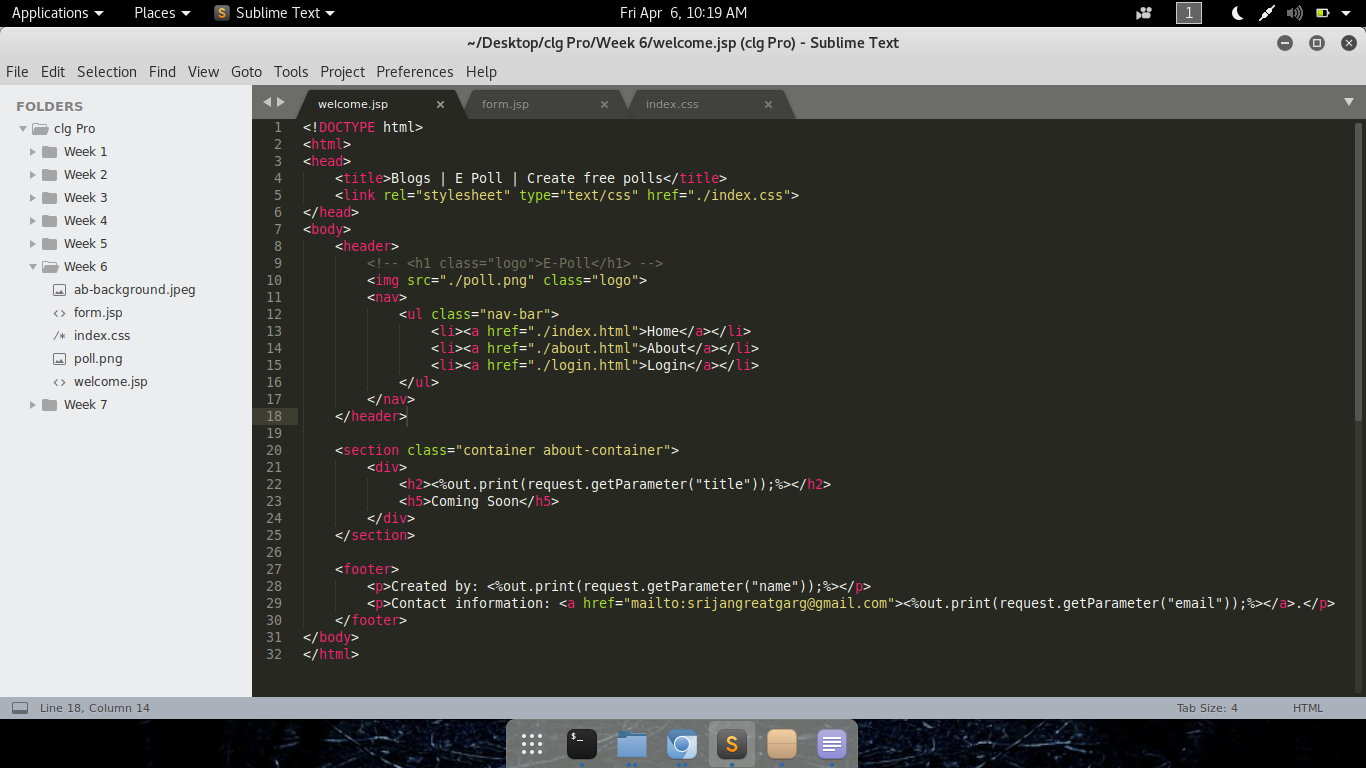 Applications Places Sublime Text Fri Apr 6, 10:19 AM 1
~/Desktop/clg Pro/Week 6/welcome.jsp (clg Pro) - Sublime Text
File Edit Selection Find View Goto Tools Project Preferences Help
FOLDERS
clg Pro
Week 1
Week 2
Week 3
Week 4
Week 5
Week 6
ab-background.jpeg
form.jsp
index.css
poll.png
welcome.jsp
Week 7
welcome.jsp form.jsp index.css
1 <!DOCTYPE html>
2 <html>
3 <head>
4     <title>Blogs | E Poll | Create free polls</title>
5     <link rel="stylesheet" type="text/css" href="./index.css">
6 </head>
7 <body>
8     <header>
9         <!-- <h1 class="logo">E-Poll</h1> -->
10         <img src="./poll.png" class="logo">
11         <nav>
12             <ul class="nav-bar">
13                 <li><a href="./index.html">Home</a></li>
14                 <li><a href="./about.html">About</a></li>
15                 <li><a href="./login.html">Login</a></li>
16             </ul>
17         </nav>
18     </header>
19
20     <section class="container about-container">
21         <div>
22             <h2><%out.print(request.getParameter("title"));%></h2>
23             <h5>Coming Soon</h5>
24         </div>
25     </section>
26
27     <footer>
28         <p>Created by: <%out.print(request.getParameter("name"));%></p>
29         <p>Contact information: <a href="mailto:srijangreatgarg@gmail.com"><%out.print(request.getParameter("email"));%></a>.</p>
30     </footer>
31 </body>
32 </html>
Line 18, Column 14 Tab Size: 4 HTML